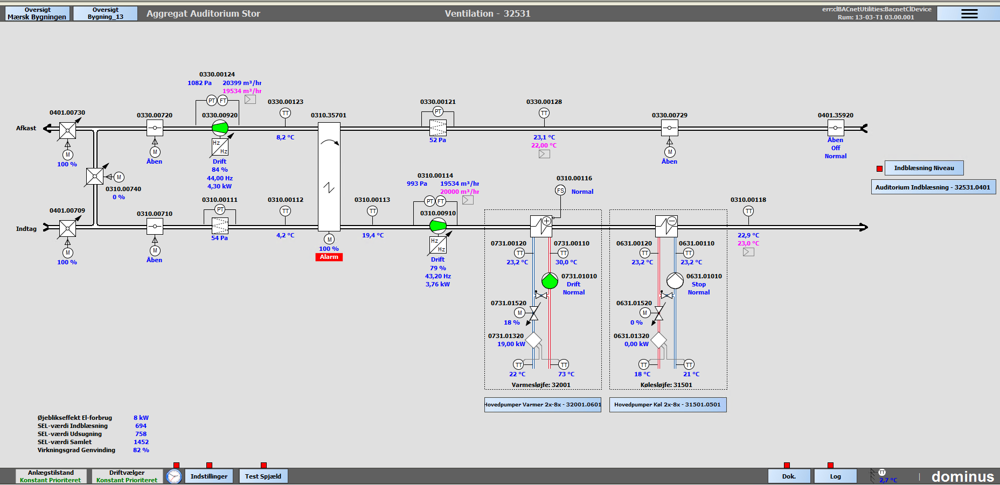 Oversigt
Mærsk Bygningen
Oversigt
Bygning_13
Aggregat Auditorium Stor
Ventilation - 32531
err:clBACnetUtilities:BacnetClDevice
Rum: 13-03-T1 03.00.001
0330.00124
1082 Pa
20399 m³/hr
19534 m³/hr
PT
FT
0401.00730
0330.00720
0330.00920
0330.00123
TT
0310.35701
0330.00121
PT
0330.00128
TT
0330.00729
0401.35920
Afkast
8,2 °C
52 Pa
23,1 °C
22,00 °C
Åben
Off
Normal
M
100 %
M
Åben
Hz
Hz
Drift
84 %
44,00 Hz
4,30 kW
M
Åben
Indblæsning Niveau
Auditorium Indblæsning - 32531.0401
M
0310.00740
0 %
0310.00114
993 Pa
19534 m³/hr
20000 m³/hr
PT
FT
0310.00116
FS
Normal
0401.00709
0310.00710
0310.00111
PT
0310.00112
TT
0310.00113
TT
0310.00910
0310.00118
TT
Indtag
54 Pa
4,2 °C
19,4 °C
22,9 °C
23,0 °C
M
100 %
M
Åben
M
100 %
Alarm
Hz
Hz
Drift
79 %
43,20 Hz
3,76 kW
0731.00120
0731.00110
TT
TT
23,2 °C
30,0 °C
0731.01010
Drift
Normal
0731.01520
M
18 %
0731.01320
19,00 kW
TT
TT
22 °C
73 °C
Varmesløjfe: 32001
Hovedpumper Varmer 2x-8x - 32001.0601
0631.00120
0631.00110
TT
TT
23,2 °C
23,2 °C
0631.01010
Stop
Normal
0631.01520
M
0 %
0631.01320
0,00 kW
TT
TT
18 °C
21 °C
Kølesløjfe: 31501
Hovedpumper Køl 2x-8x - 31501.0501
Øjeblikseffekt El-forbrug 8 kW
SEL-værdi Indblæsning 694
SEL-værdi Udsugning 758
SEL-værdi Samlet 1452
Virkningsgrad Genvinding 82 %
Anlægstilstand
Konstant Prioriteret
Driftvælger
Konstant Prioriteret
Indstillinger
Test Spjæld
Dok.
Log
TT
2,7 °C
dominus